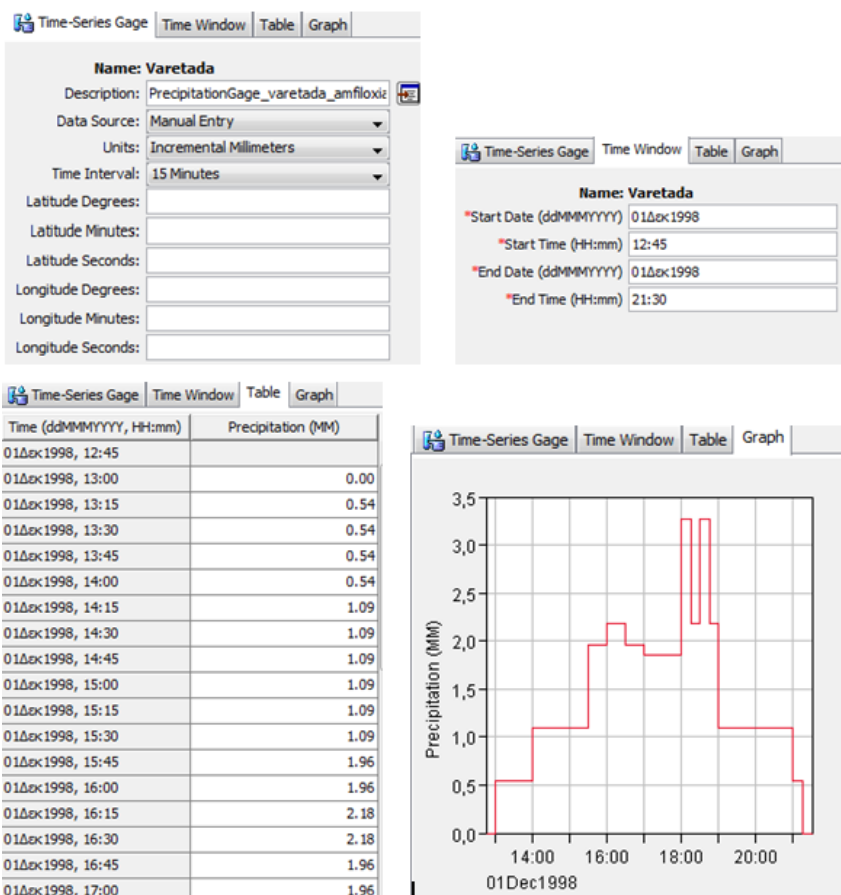 Time-Series Gage Time Window Table Graph
Name: Varetada
Description: PrecipitationGage_varetada_amfiloxia
Data Source: Manual Entry
Units: Incremental Millimeters
Time Interval: 15 Minutes
Latitude Degrees:
Latitude Minutes:
Latitude Seconds:
Longitude Degrees:
Longitude Minutes:
Longitude Seconds:
Time-Series Gage Time Window Table Graph
Name: Varetada
*Start Date (ddMMMYYYY) 01Δεκ1998
*Start Time (HH:mm) 12:45
*End Date (ddMMMYYYY) 01Δεκ1998
*End Time (HH:mm) 21:30
Time-Series Gage Time Window Table Graph
Time (ddMMMYYYY, HH:mm) Precipitation (MM)
01Δεκ1998, 12:45
01Δεκ1998, 13:00 0.00
01Δεκ1998, 13:15 0.54
01Δεκ1998, 13:30 0.54
01Δεκ1998, 13:45 0.54
01Δεκ1998, 14:00 0.54
01Δεκ1998, 14:15 1.09
01Δεκ1998, 14:30 1.09
01Δεκ1998, 14:45 1.09
01Δεκ1998, 15:00 1.09
01Δεκ1998, 15:15 1.09
01Δεκ1998, 15:30 1.09
01Δεκ1998, 15:45 1.96
01Δεκ1998, 16:00 1.96
01Δεκ1998, 16:15 2.18
01Δεκ1998, 16:30 2.18
01Δεκ1998, 16:45 1.96
01Δεκ1998, 17:00 1.96
Time-Series Gage Time Window Table Graph
Precipitation (MM)
3,5
3,0
2,5
2,0
1,5
1,0
0,5
0,0
14:00 16:00 18:00 20:00
01Dec1998